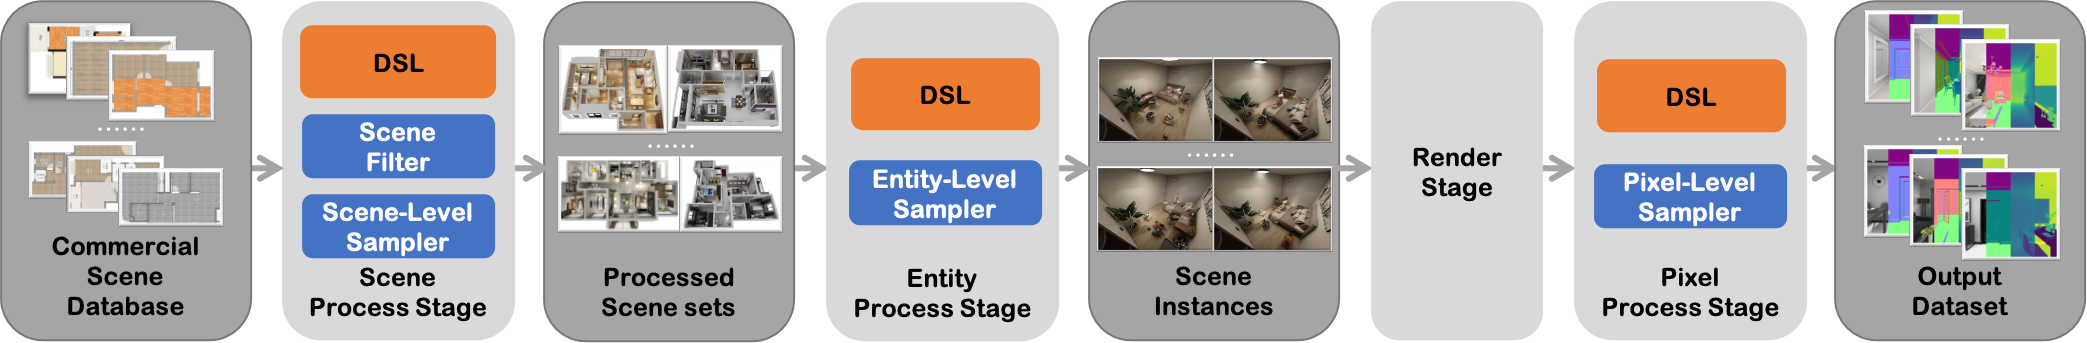 Commercial
Scene
Database
DSL
Scene
Filter
Scene-Level
Sampler
Scene
Process Stage
Processed
Scene sets
DSL
Entity-Level
Sampler
Entity
Process Stage
Scene
Instances
Render
Stage
DSL
Pixel-Level
Sampler
Pixel
Process Stage
Output
Dataset